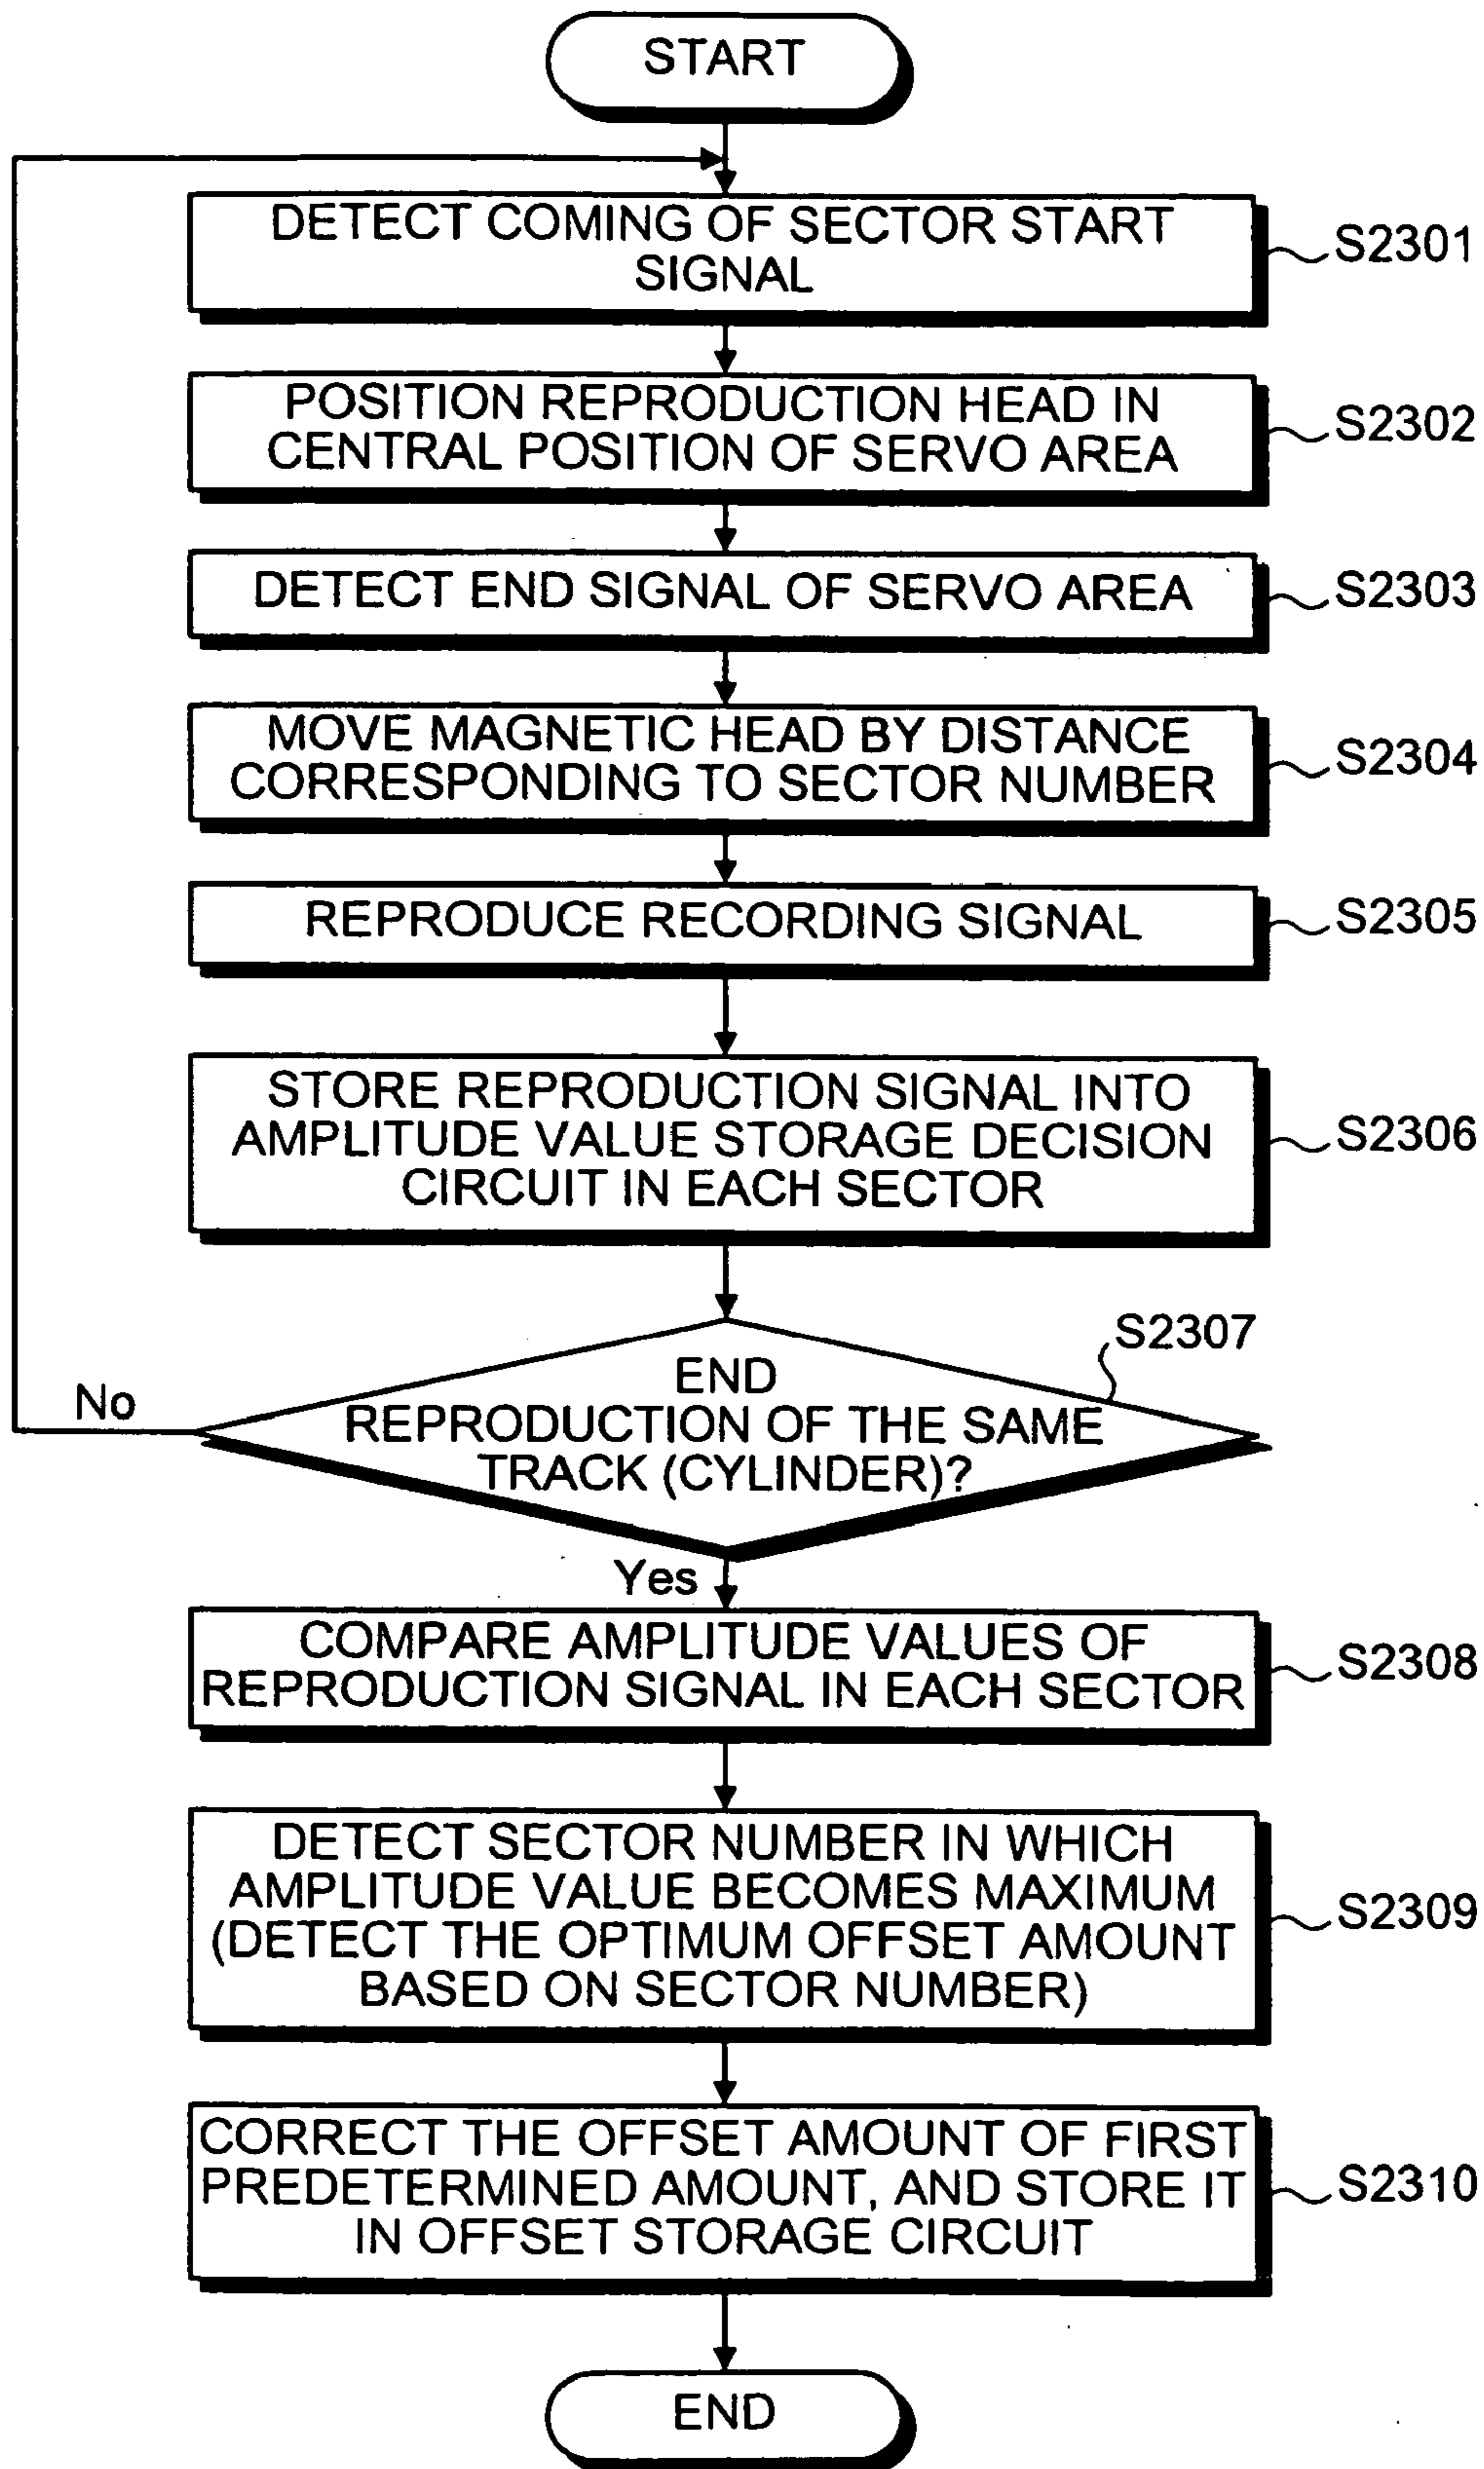 START
DETECT COMING OF SECTOR START
SIGNAL
S2301
POSITION REPRODUCTION HEAD IN
CENTRAL POSITION OF SERVO AREA
S2302
DETECT END SIGNAL OF SERVO AREA
S2303
MOVE MAGNETIC HEAD BY DISTANCE
CORRESPONDING TO SECTOR NUMBER
S2304
REPRODUCE RECORDING SIGNAL
S2305
STORE REPRODUCTION SIGNAL INTO
AMPLITUDE VALUE STORAGE DECISION
CIRCUIT IN EACH SECTOR
S2306
S2307
END
REPRODUCTION OF THE SAME
TRACK (CYLINDER)?
No
Yes
COMPARE AMPLITUDE VALUES OF
REPRODUCTION SIGNAL IN EACH SECTOR
S2308
DETECT SECTOR NUMBER IN WHICH
AMPLITUDE VALUE BECOMES MAXIMUM
(DETECT THE OPTIMUM OFFSET AMOUNT
BASED ON SECTOR NUMBER)
S2309
CORRECT THE OFFSET AMOUNT OF FIRST
PREDETERMINED AMOUNT, AND STORE IT
IN OFFSET STORAGE CIRCUIT
S2310
END